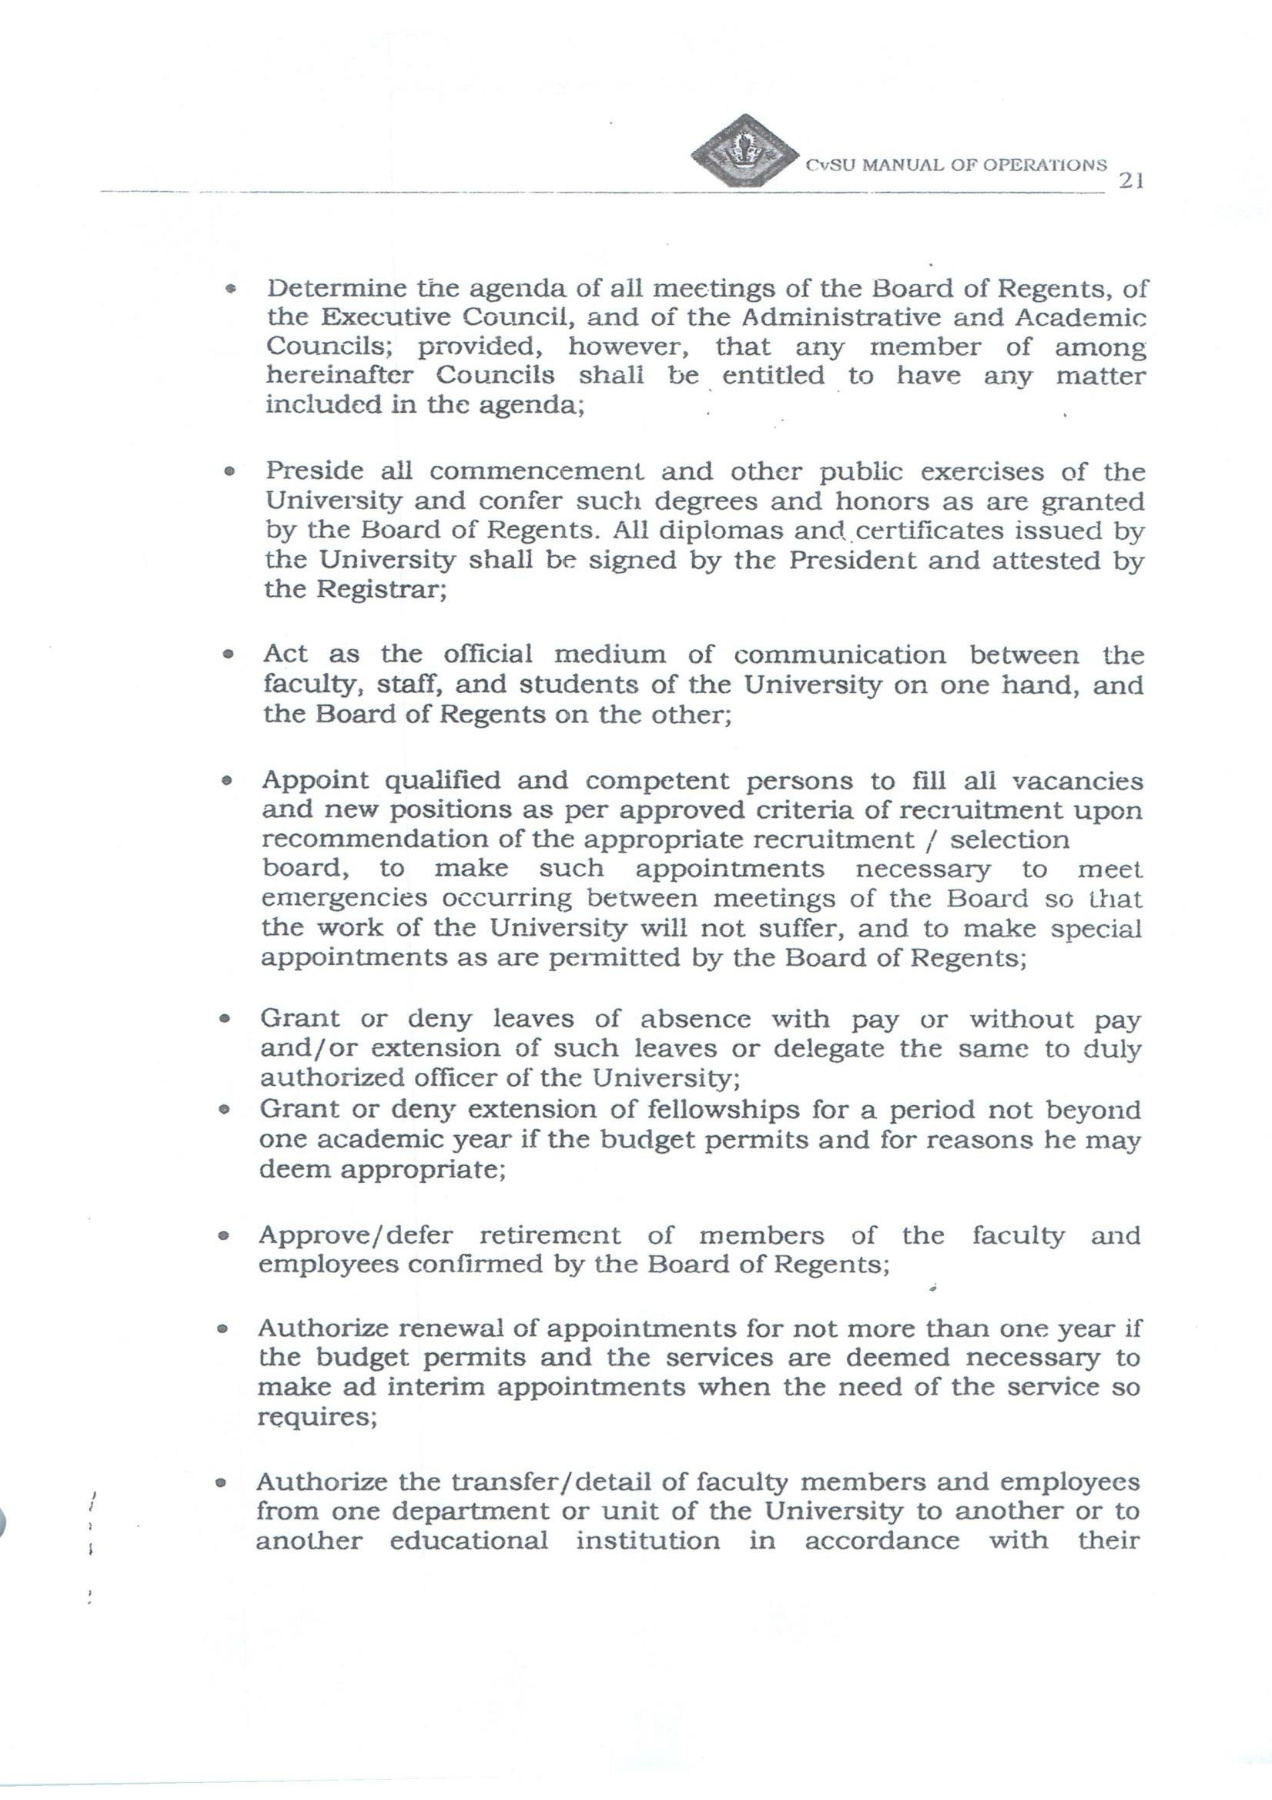 CvSU MANUAL OF OPERATIONS
21
• Determine the agenda of all meetings of the Board of Regents, of
the Executive Council, and of the Administrative and Academic
Councils; provided, however, that any member of among
hereinafter Councils shall be entitled to have any matter
included in the agenda;
• Preside all commencement and other public exercises of the
University and confer such degrees and honors as are granted
by the Board of Regents. All diplomas and certificates issued by
the University shall be signed by the President and attested by
the Registrar;
• Act as the official medium of communication between the
faculty, staff, and students of the University on one hand, and
the Board of Regents on the other;
• Appoint qualified and competent persons to fill all vacancies
and new positions as per approved criteria of recruitment upon
recommendation of the appropriate recruitment / selection
board, to make such appointments necessary to meet
emergencies occurring between meetings of the Board so that
the work of the University will not suffer, and to make special
appointments as are permitted by the Board of Regents;
• Grant or deny leaves of absence with pay or without pay
and/or extension of such leaves or delegate the same to duly
authorized officer of the University;
• Grant or deny extension of fellowships for a period not beyond
one academic year if the budget permits and for reasons he may
deem appropriate;
• Approve/defer retirement of members of the faculty and
employees confirmed by the Board of Regents;
• Authorize renewal of appointments for not more than one year if
the budget permits and the services are deemed necessary to
make ad interim appointments when the need of the service so
requires;
• Authorize the transfer/detail of faculty members and employees
from one department or unit of the University to another or to
another educational institution in accordance with their